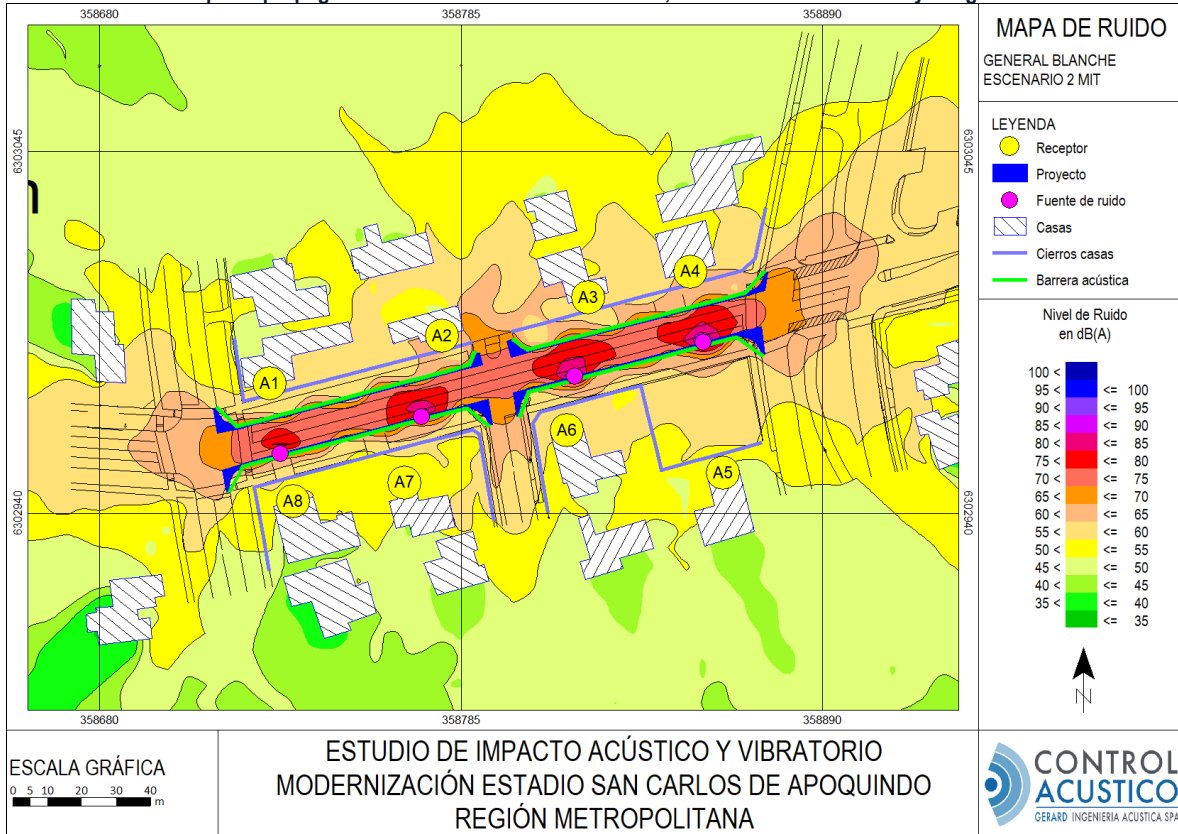 358680 358785 358890
6303045 6303045
6302940 6302940
A1
A2
A3
A4
A5
A6
A7
A8
358680 358785 358890
MAPA DE RUIDO
GENERAL BLANCHE
ESCENARIO 2 MIT
LEYENDA
Receptor
Proyecto
Fuente de ruido
Casas
Cierros casas
Barrera acústica
Nivel de Ruido
en dB(A)
100 <
95 < <= 100
90 < <= 95
85 < <= 90
80 < <= 85
75 < <= 80
70 < <= 75
65 < <= 70
60 < <= 65
55 < <= 60
50 < <= 55
45 < <= 50
40 < <= 45
35 < <= 40
<= 35
N
ESCALA GRÁFICA
0 5 10 20 30 40
m
ESTUDIO DE IMPACTO ACÚSTICO Y VIBRATORIO
MODERNIZACIÓN ESTADIO SAN CARLOS DE APOQUINDO
REGIÓN METROPOLITANA
CONTROL
ACUSTICO
GERARD INGENIERIA ACUSTICA SPA